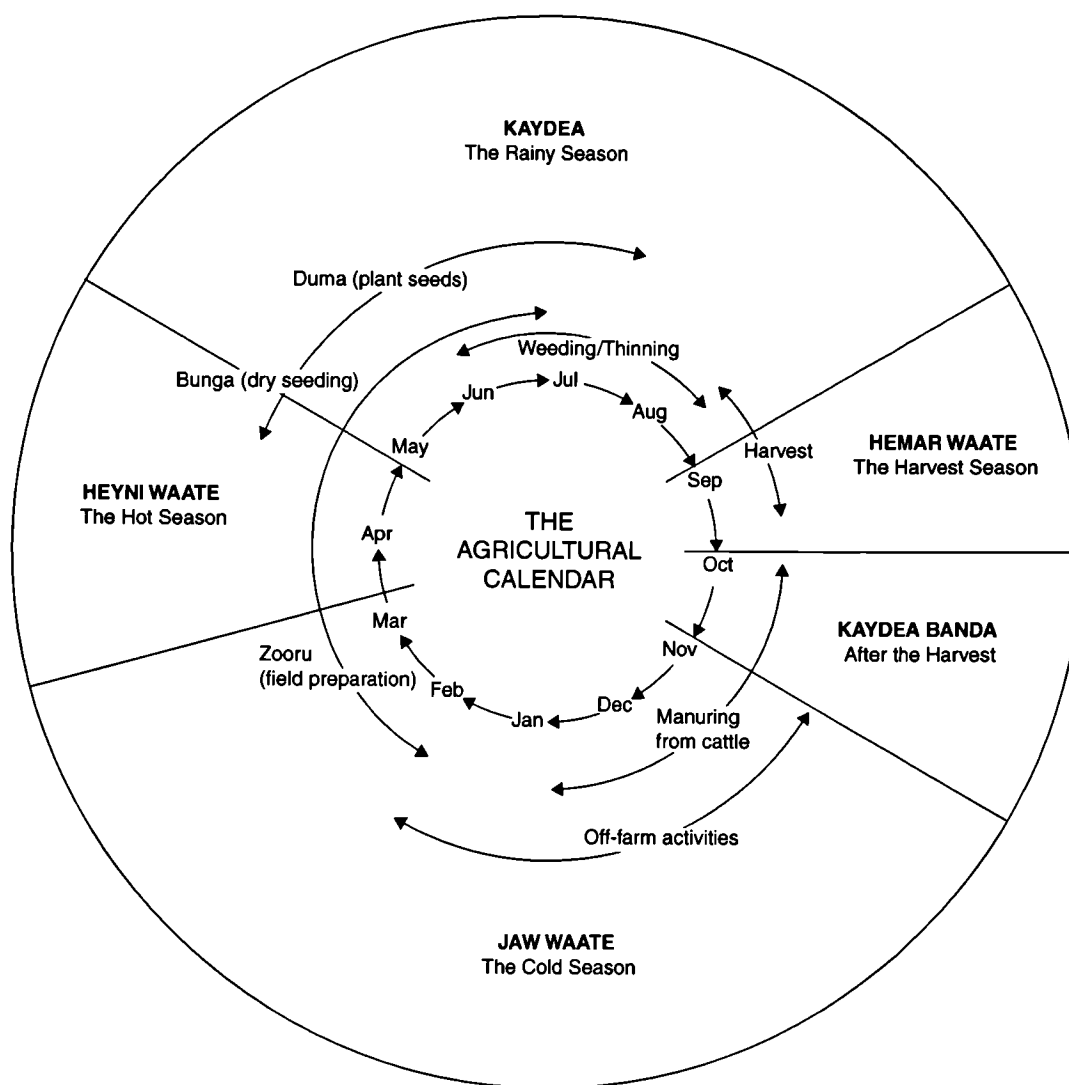 KAYDEA
The Rainy Season
Duma (plant seeds)
Weeding/Thinning
Bunga (dry seeding)
Jul
Jun
Aug
May
Harvest
HEMAR WAATE
The Harvest Season
Sep
HEYNI WAATE
The Hot Season
Apr
THE
AGRICULTURAL
CALENDAR
Oct
Mar
KAYDEA BANDA
After the Harvest
Zooru
(field preparation)
Nov
Feb
Dec
Jan
Manuring
from cattle
Off-farm activities
JAW WAATE
The Cold Season